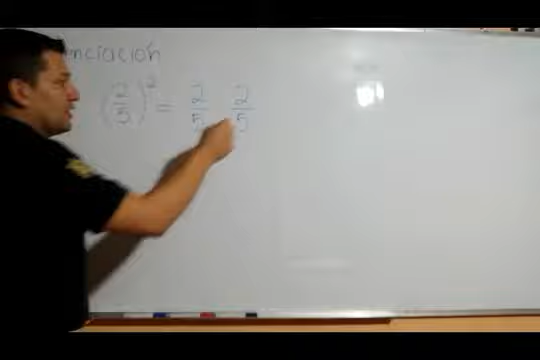 nciación
(2/5)² = 2/5 2/5